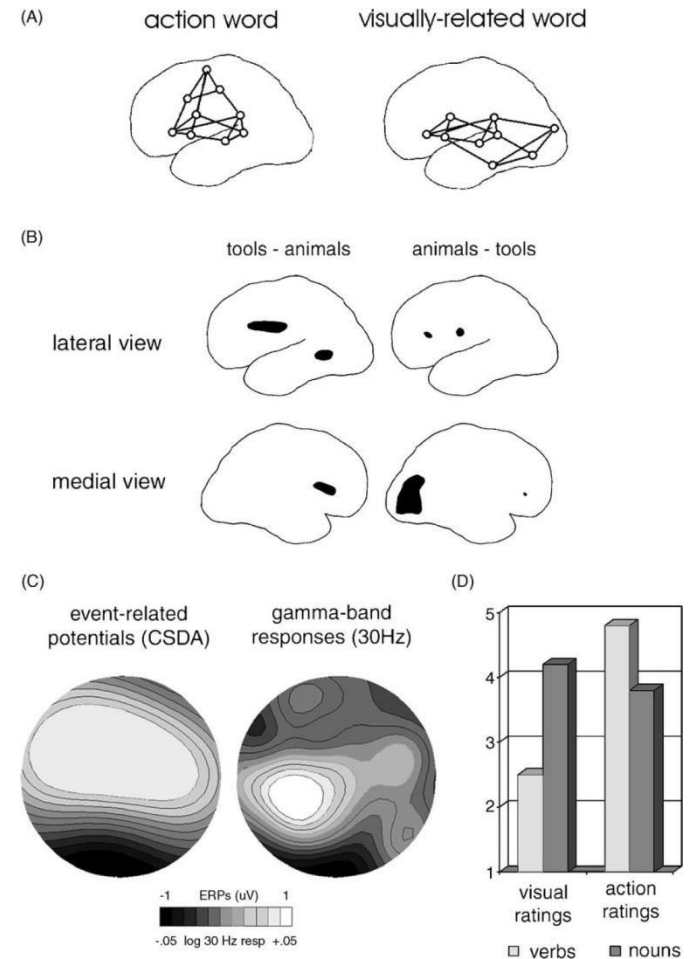 (A)
action word
visually-related word
(B)
tools - animals
animals - tools
lateral view
medial view
(C)
event-related
potentials (CSDA)
gamma-band
responses (30Hz)
-1 ERPs (uV) 1
-.05 log 30 Hz resp +.05
(D)
5
4
3
2
1
visual
ratings
action
ratings
verbs
nouns